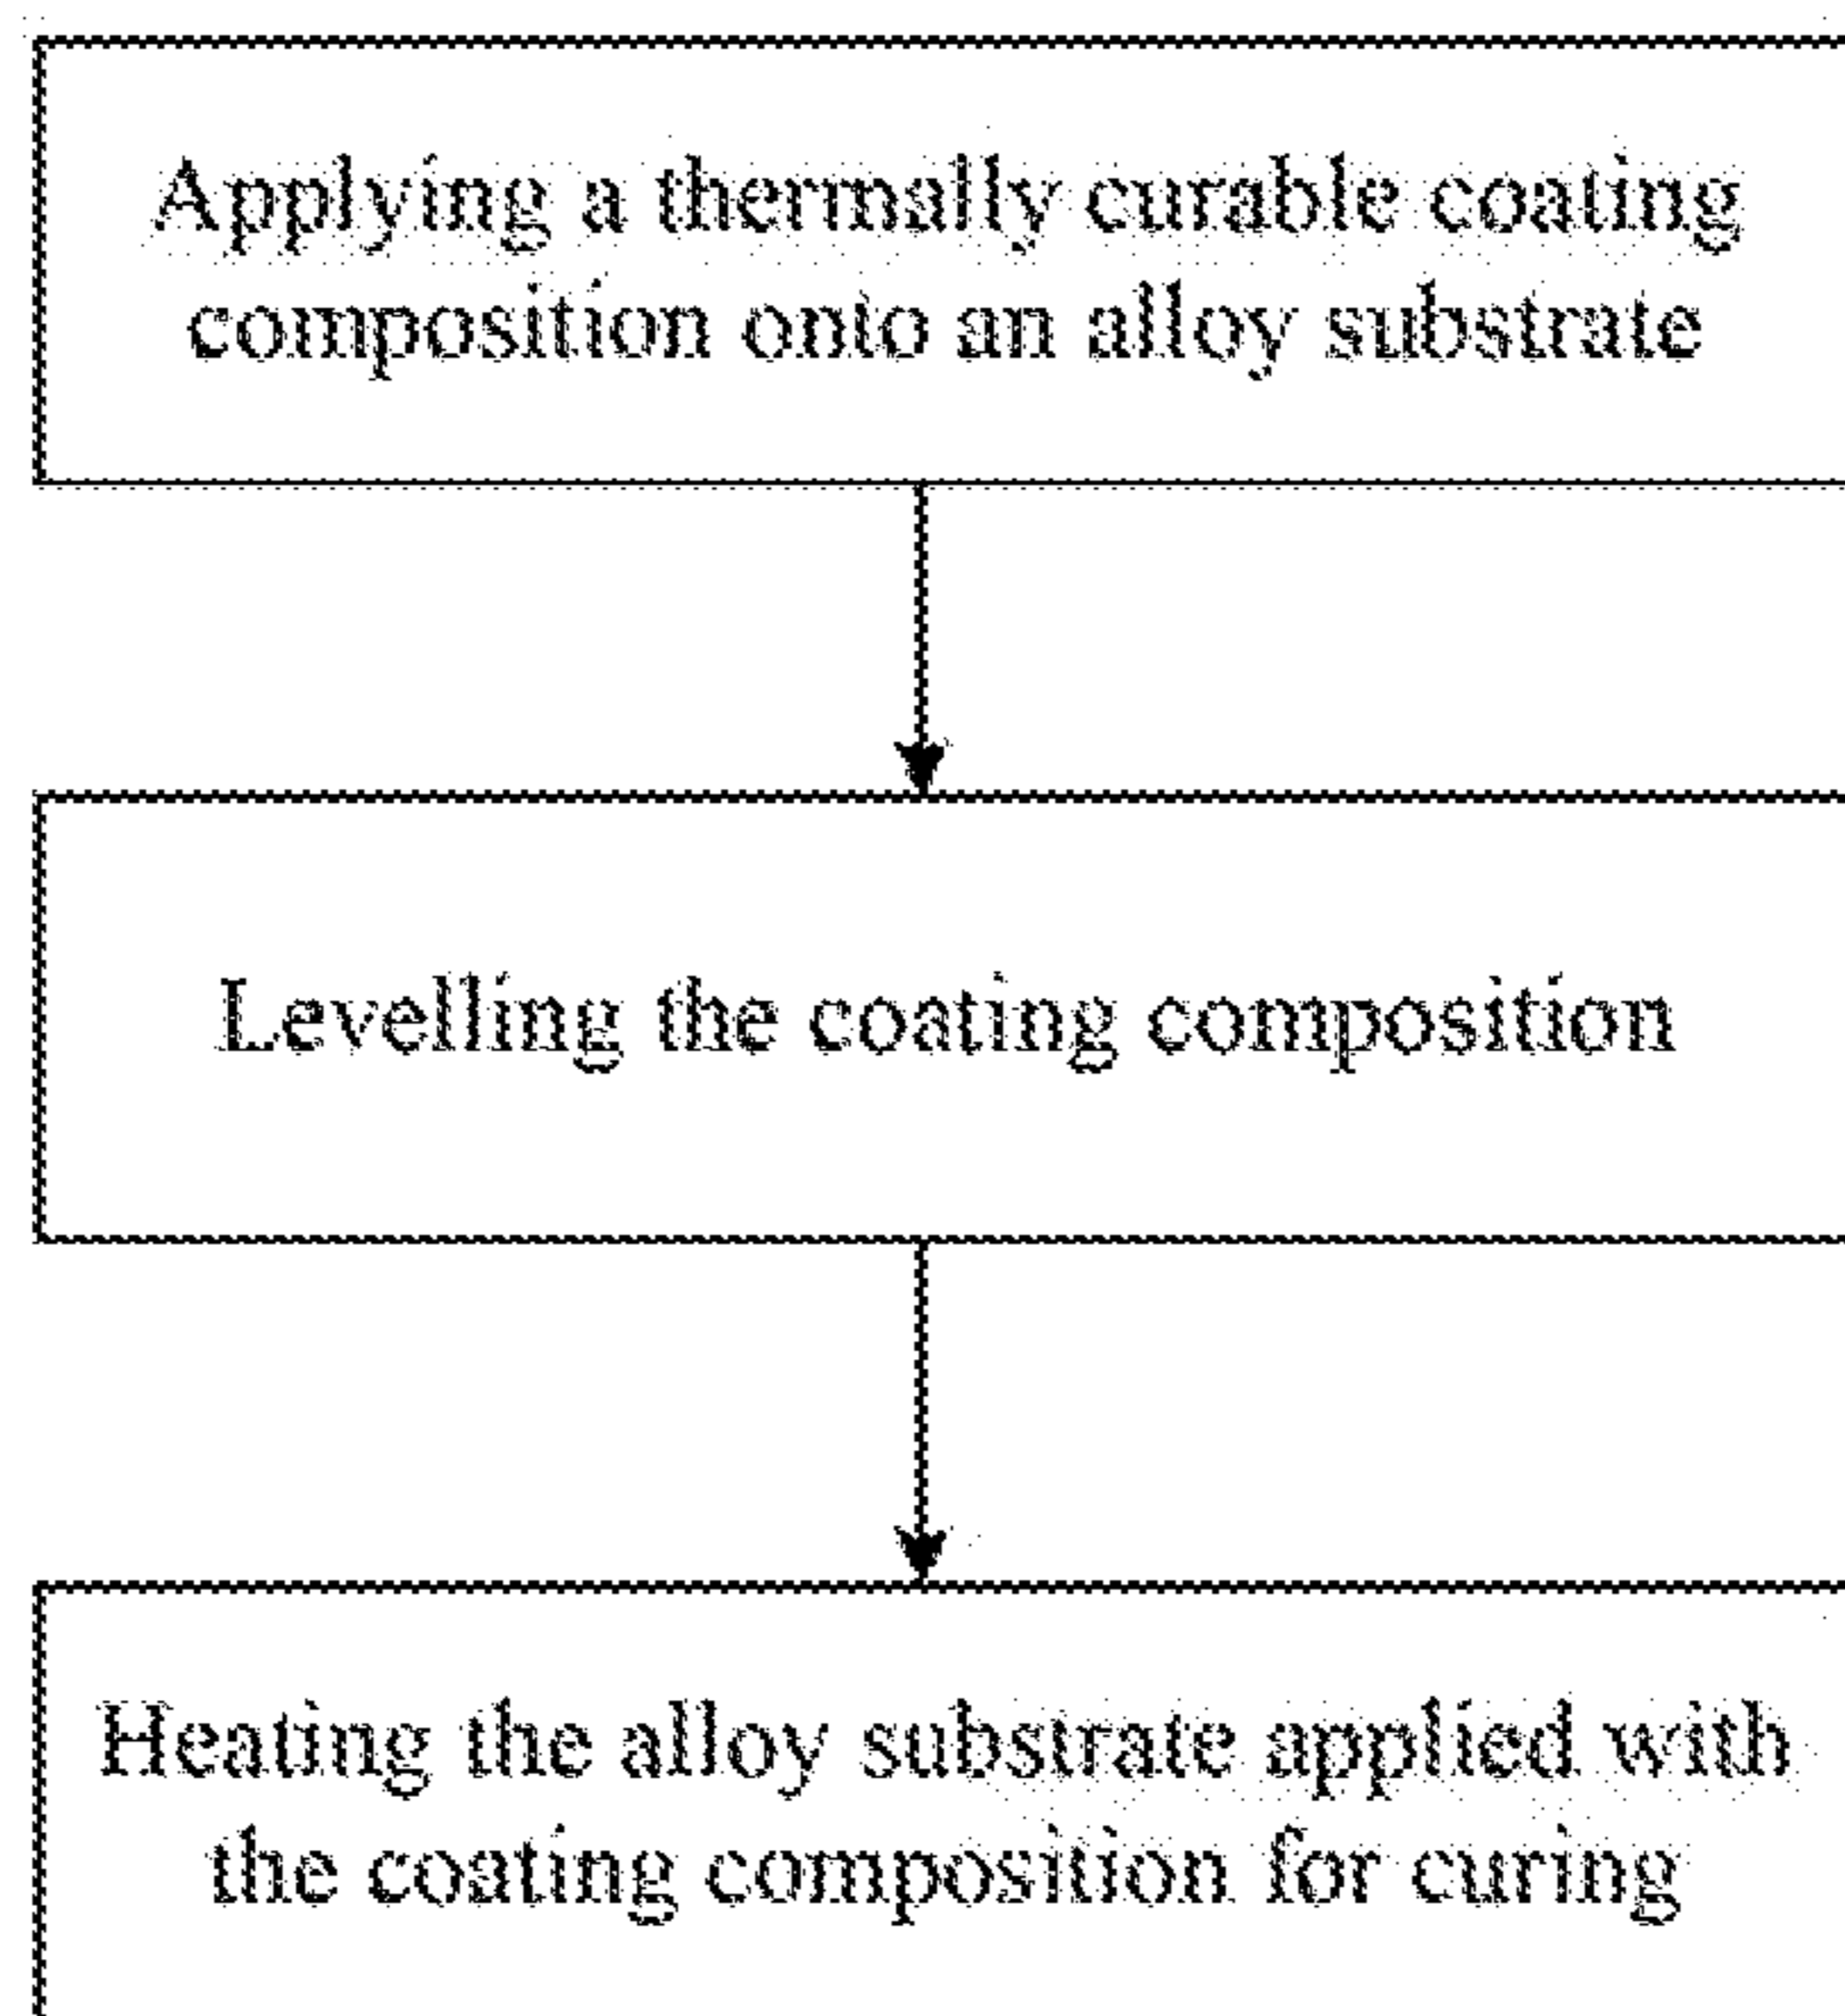 Applying a thermally curable coating
composition onto an alloy substrate
Levelling the coating composition
Heating the alloy substrate applied with
the coating composition for curing